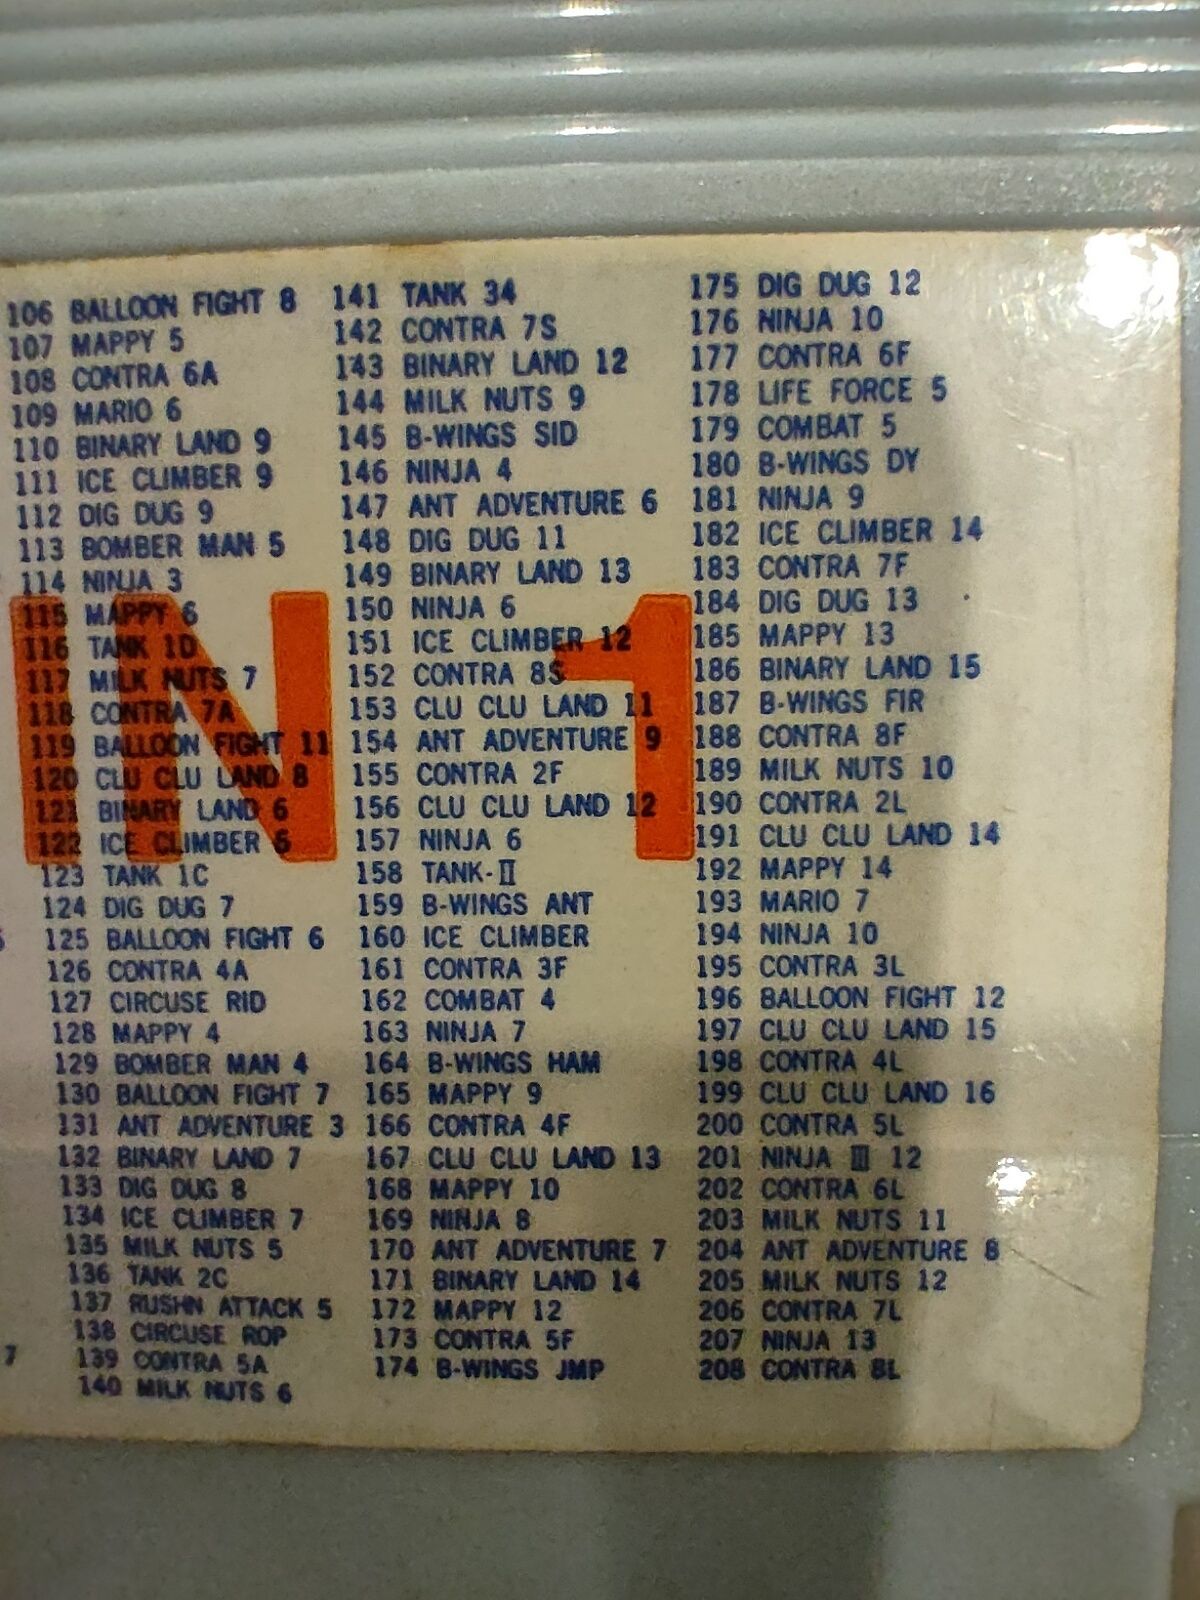 106 BALLOON FIGHT 8
107 MAPPY 5
108 CONTRA 6A
109 MARIO 6
110 BINARY LAND 9
111 ICE CLIMBER 9
112 DIG DUG 9
113 BOMBER MAN 5
114 NINJA 3
115 MAPPY 6
116 TANK 1D
117 MILK NUTS 7
118 CONTRA 7A
119 BALLOON FIGHT 11
120 CLU CLU LAND 8
121 BINARY LAND 6
122 ICE CLIMBER 6
123 TANK 1C
124 DIG DUG 7
125 BALLOON FIGHT 6
126 CONTRA 4A
127 CIRCUSE RID
128 MAPPY 4
129 BOMBER MAN 4
130 BALLOON FIGHT 7
131 ANT ADVENTURE 3
132 BINARY LAND 7
133 DIG DUG 8
134 ICE CLIMBER 7
135 MILK NUTS 5
136 TANK 2C
137 RUSHN ATTACK 5
138 CIRCUSE ROP
139 CONTRA 5A
140 MILK NUTS 6
141 TANK 34
142 CONTRA 7S
143 BINARY LAND 12
144 MILK NUTS 9
145 B-WINGS SID
146 NINJA 4
147 ANT ADVENTURE 6
148 DIG DUG 11
149 BINARY LAND 13
150 NINJA 6
151 ICE CLIMBER 12
152 CONTRA 8S
153 CLU CLU LAND 11
154 ANT ADVENTURE 9
155 CONTRA 2F
156 CLU CLU LAND 12
157 NINJA 6
158 TANK-II
159 B-WINGS ANT
160 ICE CLIMBER
161 CONTRA 3F
162 COMBAT 4
163 NINJA 7
164 B-WINGS HAM
165 MAPPY 9
166 CONTRA 4F
167 CLU CLU LAND 13
168 MAPPY 10
169 NINJA 8
170 ANT ADVENTURE 7
171 BINARY LAND 14
172 MAPPY 12
173 CONTRA 5F
174 B-WINGS JMP
175 DIG DUG 12
176 NINJA 10
177 CONTRA 6F
178 LIFE FORCE 5
179 COMBAT 5
180 B-WINGS DY
181 NINJA 9
182 ICE CLIMBER 14
183 CONTRA 7F
184 DIG DUG 13
185 MAPPY 13
186 BINARY LAND 15
187 B-WINGS FIR
188 CONTRA 8F
189 MILK NUTS 10
190 CONTRA 2L
191 CLU CLU LAND 14
192 MAPPY 14
193 MARIO 7
194 NINJA 10
195 CONTRA 3L
196 BALLOON FIGHT 12
197 CLU CLU LAND 15
198 CONTRA 4L
199 CLU CLU LAND 16
200 CONTRA 5L
201 NINJA III 12
202 CONTRA 6L
203 MILK NUTS 11
204 ANT ADVENTURE 8
205 MILK NUTS 12
206 CONTRA 7L
207 NINJA 13
208 CONTRA 8L
IN 1
7